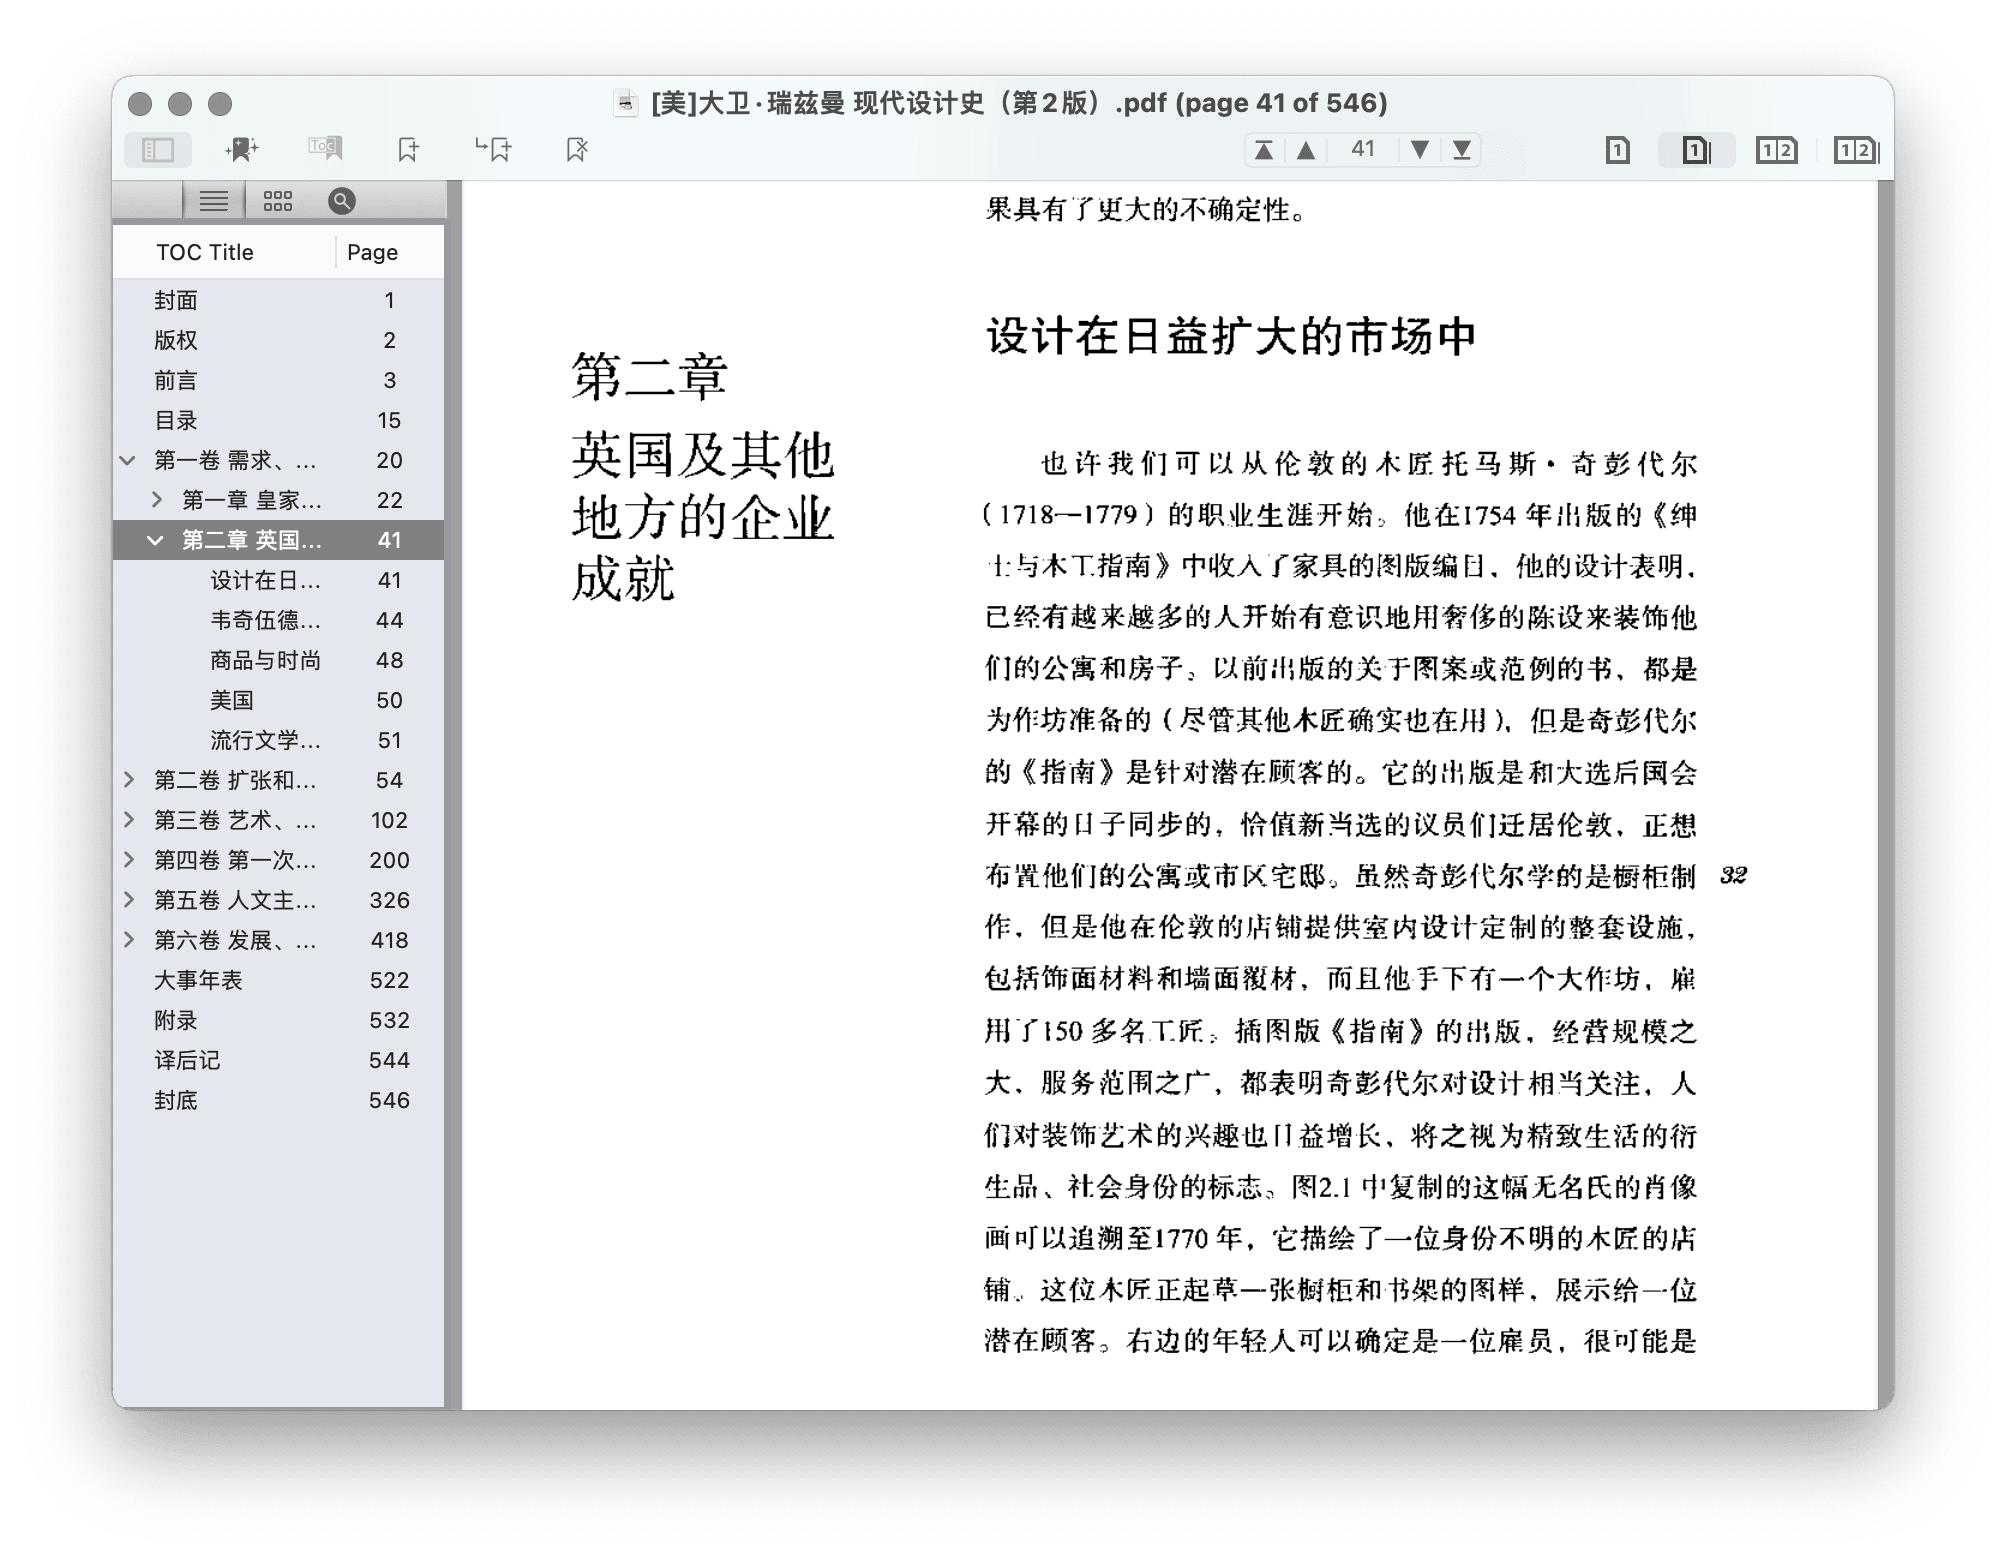 [美]大卫·瑞兹曼 现代设计史（第2版）.pdf (page 41 of 546)
ToC
41
1
1
1 2
1 2
TOC Title Page
封面 1
版权 2
前言 3
目录 15
第一卷 需求、... 20
第一章 皇家... 22
第二章 英国... 41
设计在日... 41
韦奇伍德... 44
商品与时尚 48
美国 50
流行文学... 51
第二卷 扩张和... 54
第三卷 艺术、... 102
第四卷 第一次... 200
第五卷 人文主... 326
第六卷 发展、... 418
大事年表 522
附录 532
译后记 544
封底 546
第二章
英国及其他
地方的企业
成就
果具有了更大的不确定性。
设计在日益扩大的市场中
也许我们可以从伦敦的木匠托马斯·奇彭代尔
（1718—1779）的职业生涯开始。他在1754 年出版的《绅
士与木工指南》中收入了家具的图版编目，他的设计表明，
已经有越来越多的人开始有意识地用奢侈的陈设来装饰他
们的公寓和房子。以前出版的关于图案或范例的书，都是
为作坊准备的（尽管其他木匠确实也在用），但是奇彭代尔
的《指南》是针对潜在顾客的。它的出版是和大选后国会
开幕的日子同步的，恰值新当选的议员们迁居伦敦，正想
布置他们的公寓或市区宅邸。虽然奇彭代尔学的是橱柜制
32
作，但是他在伦敦的店铺提供室内设计定制的整套设施，
包括饰面材料和墙面覆材，而且他手下有一个大作坊，雇
用了150 多名工匠。插图版《指南》的出版，经营规模之
大、服务范围之广，都表明奇彭代尔对设计相当关注，人
们对装饰艺术的兴趣也日益增长，将之视为精致生活的衍
生品、社会身份的标志。图2.1 中复制的这幅无名氏的肖像
画可以追溯至1770 年，它描绘了一位身份不明的木匠的店
铺。这位木匠正起草一张橱柜和书架的图样，展示给一位
潜在顾客。右边的年轻人可以确定是一位雇员，很可能是